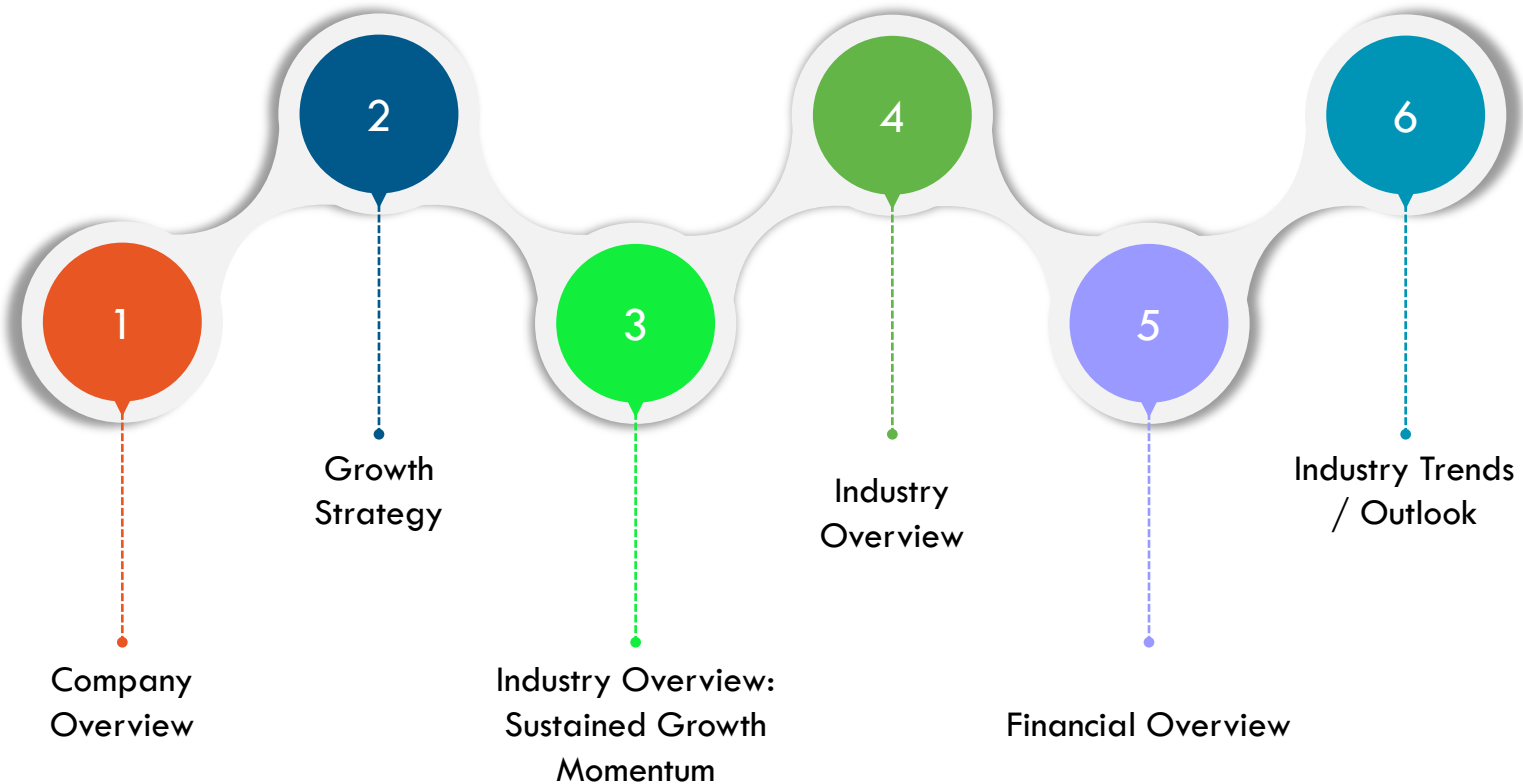 1
Company
Overview
2
Growth
Strategy
3
Industry Overview:
Sustained Growth
Momentum
4
Industry
Overview
5
Financial Overview
6
Industry Trends
/ Outlook